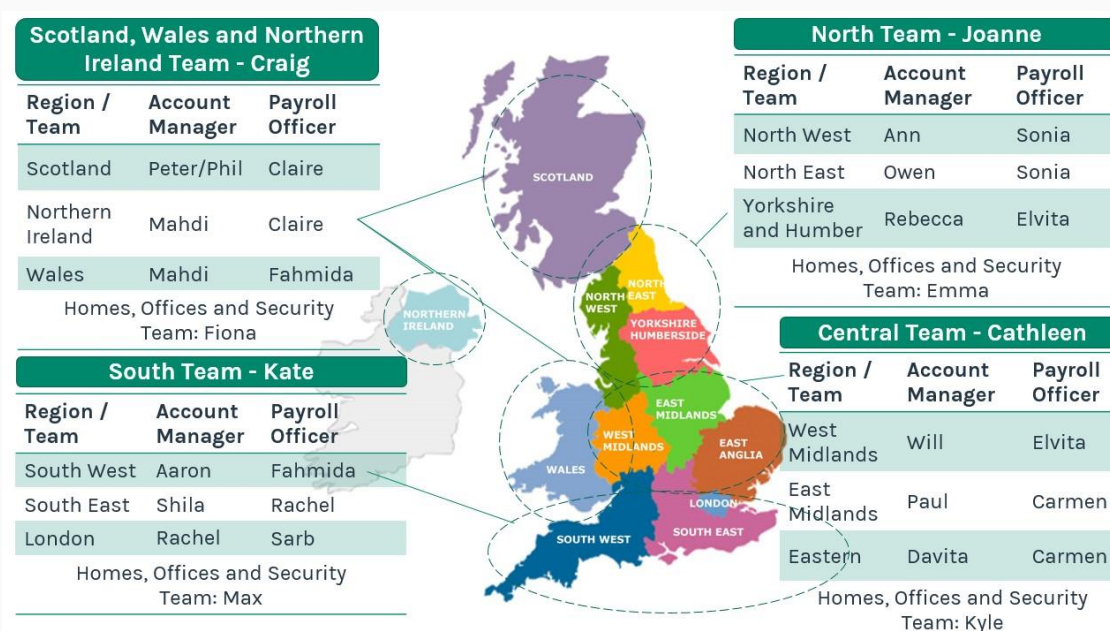 Scotland, Wales and Northern
Ireland Team - Craig
Region / Account Payroll
Team Manager Officer
Scotland Peter/Phil Claire
Northern
Ireland Mahdi Claire
Wales Mahdi Fahmida
Homes, Offices and Security
Team: Fiona
South Team - Kate
Region / Account Payroll
Team Manager Officer
South West Aaron Fahmida
South East Shila Rachel
London Rachel Sarb
Homes, Offices and Security
Team: Max
SCOTLAND
NORTHERN
IRELAND
NORTH
WEST
NORTH
EAST
YORKSHIRE
HUMBERSIDE
EAST
MIDLANDS
WEST
MIDLANDS
EAST
ANGLIA
WALES
LONDON
SOUTH WEST
SOUTH EAST
North Team - Joanne
Region / Account Payroll
Team Manager Officer
North West Ann Sonia
North East Owen Sonia
Yorkshire
and Humber Rebecca Elvita
Homes, Offices and Security
Team: Emma
Central Team - Cathleen
Region / Account Payroll
Team Manager Officer
West
Midlands Will Elvita
East
Midlands Paul Carmen
Eastern Davita Carmen
Homes, Offices and Security
Team: Kyle